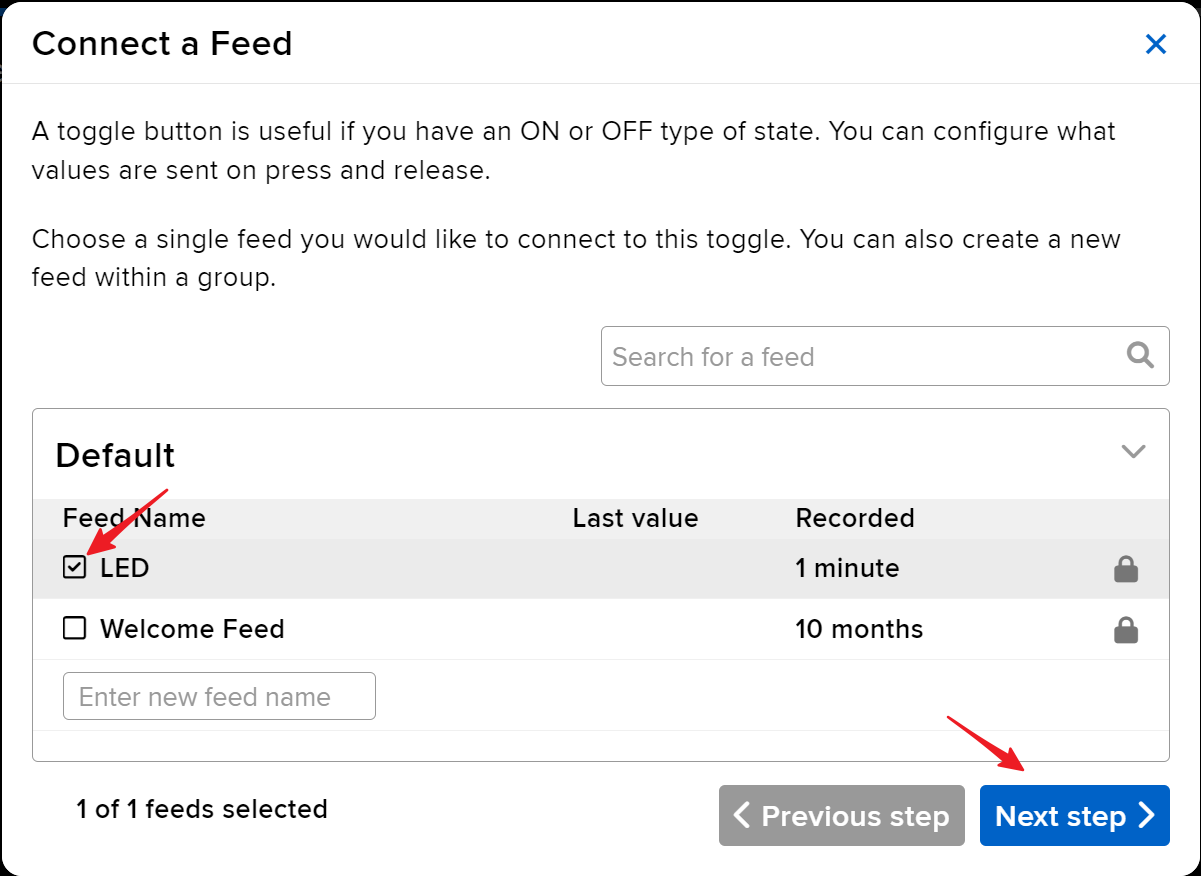 Connect a Feed
A toggle button is useful if you have an ON or OFF type of state. You can configure what
values are sent on press and release.
Choose a single feed you would like to connect to this toggle. You can also create a new
feed within a group.
Search for a feed
Default
Feed Name Last value Recorded
LED 1 minute
Welcome Feed 10 months
Enter new feed name
1 of 1 feeds selected
Previous step
Next step